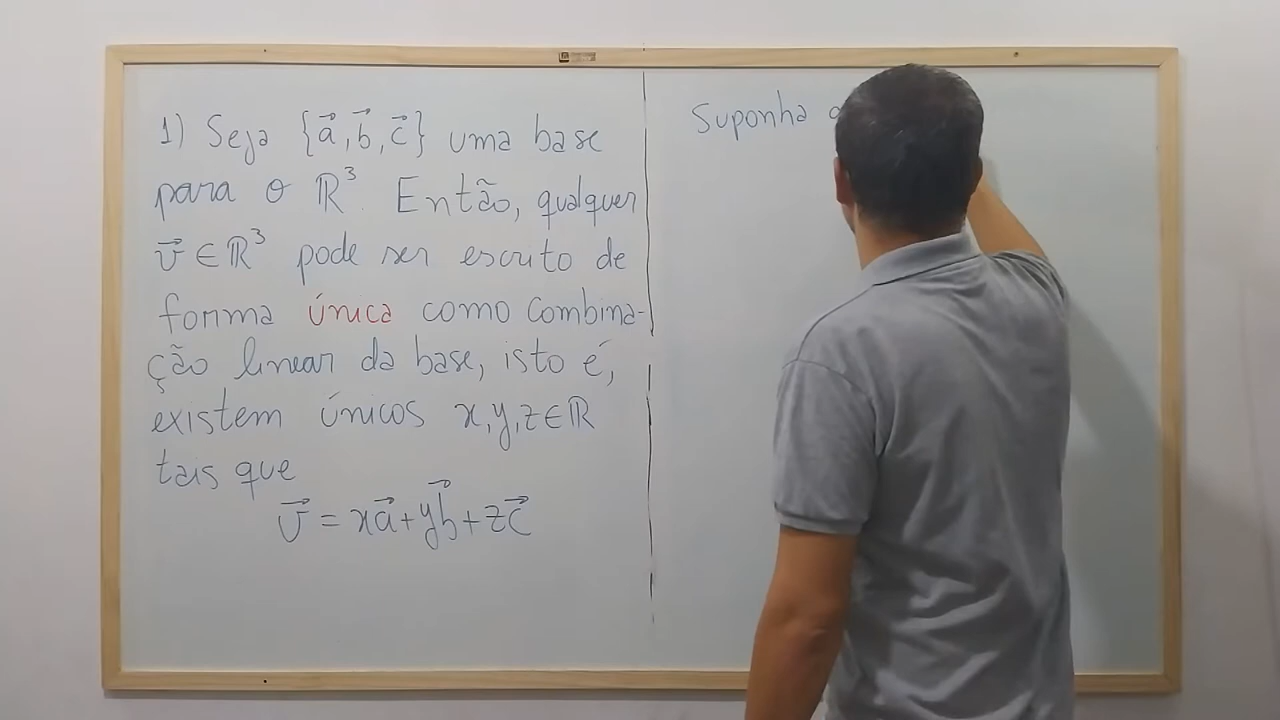 1) Seja {a⃗, b⃗, c⃗} uma base
para o ℝ³. Então, qualquer
v⃗ ∈ ℝ³ pode ser escrito de
forma única como combina-
ção linear da base, isto é,
existem únicos x, y, z ∈ ℝ
tais que
v⃗ = xa⃗ + yb⃗ + zc⃗
Suponha